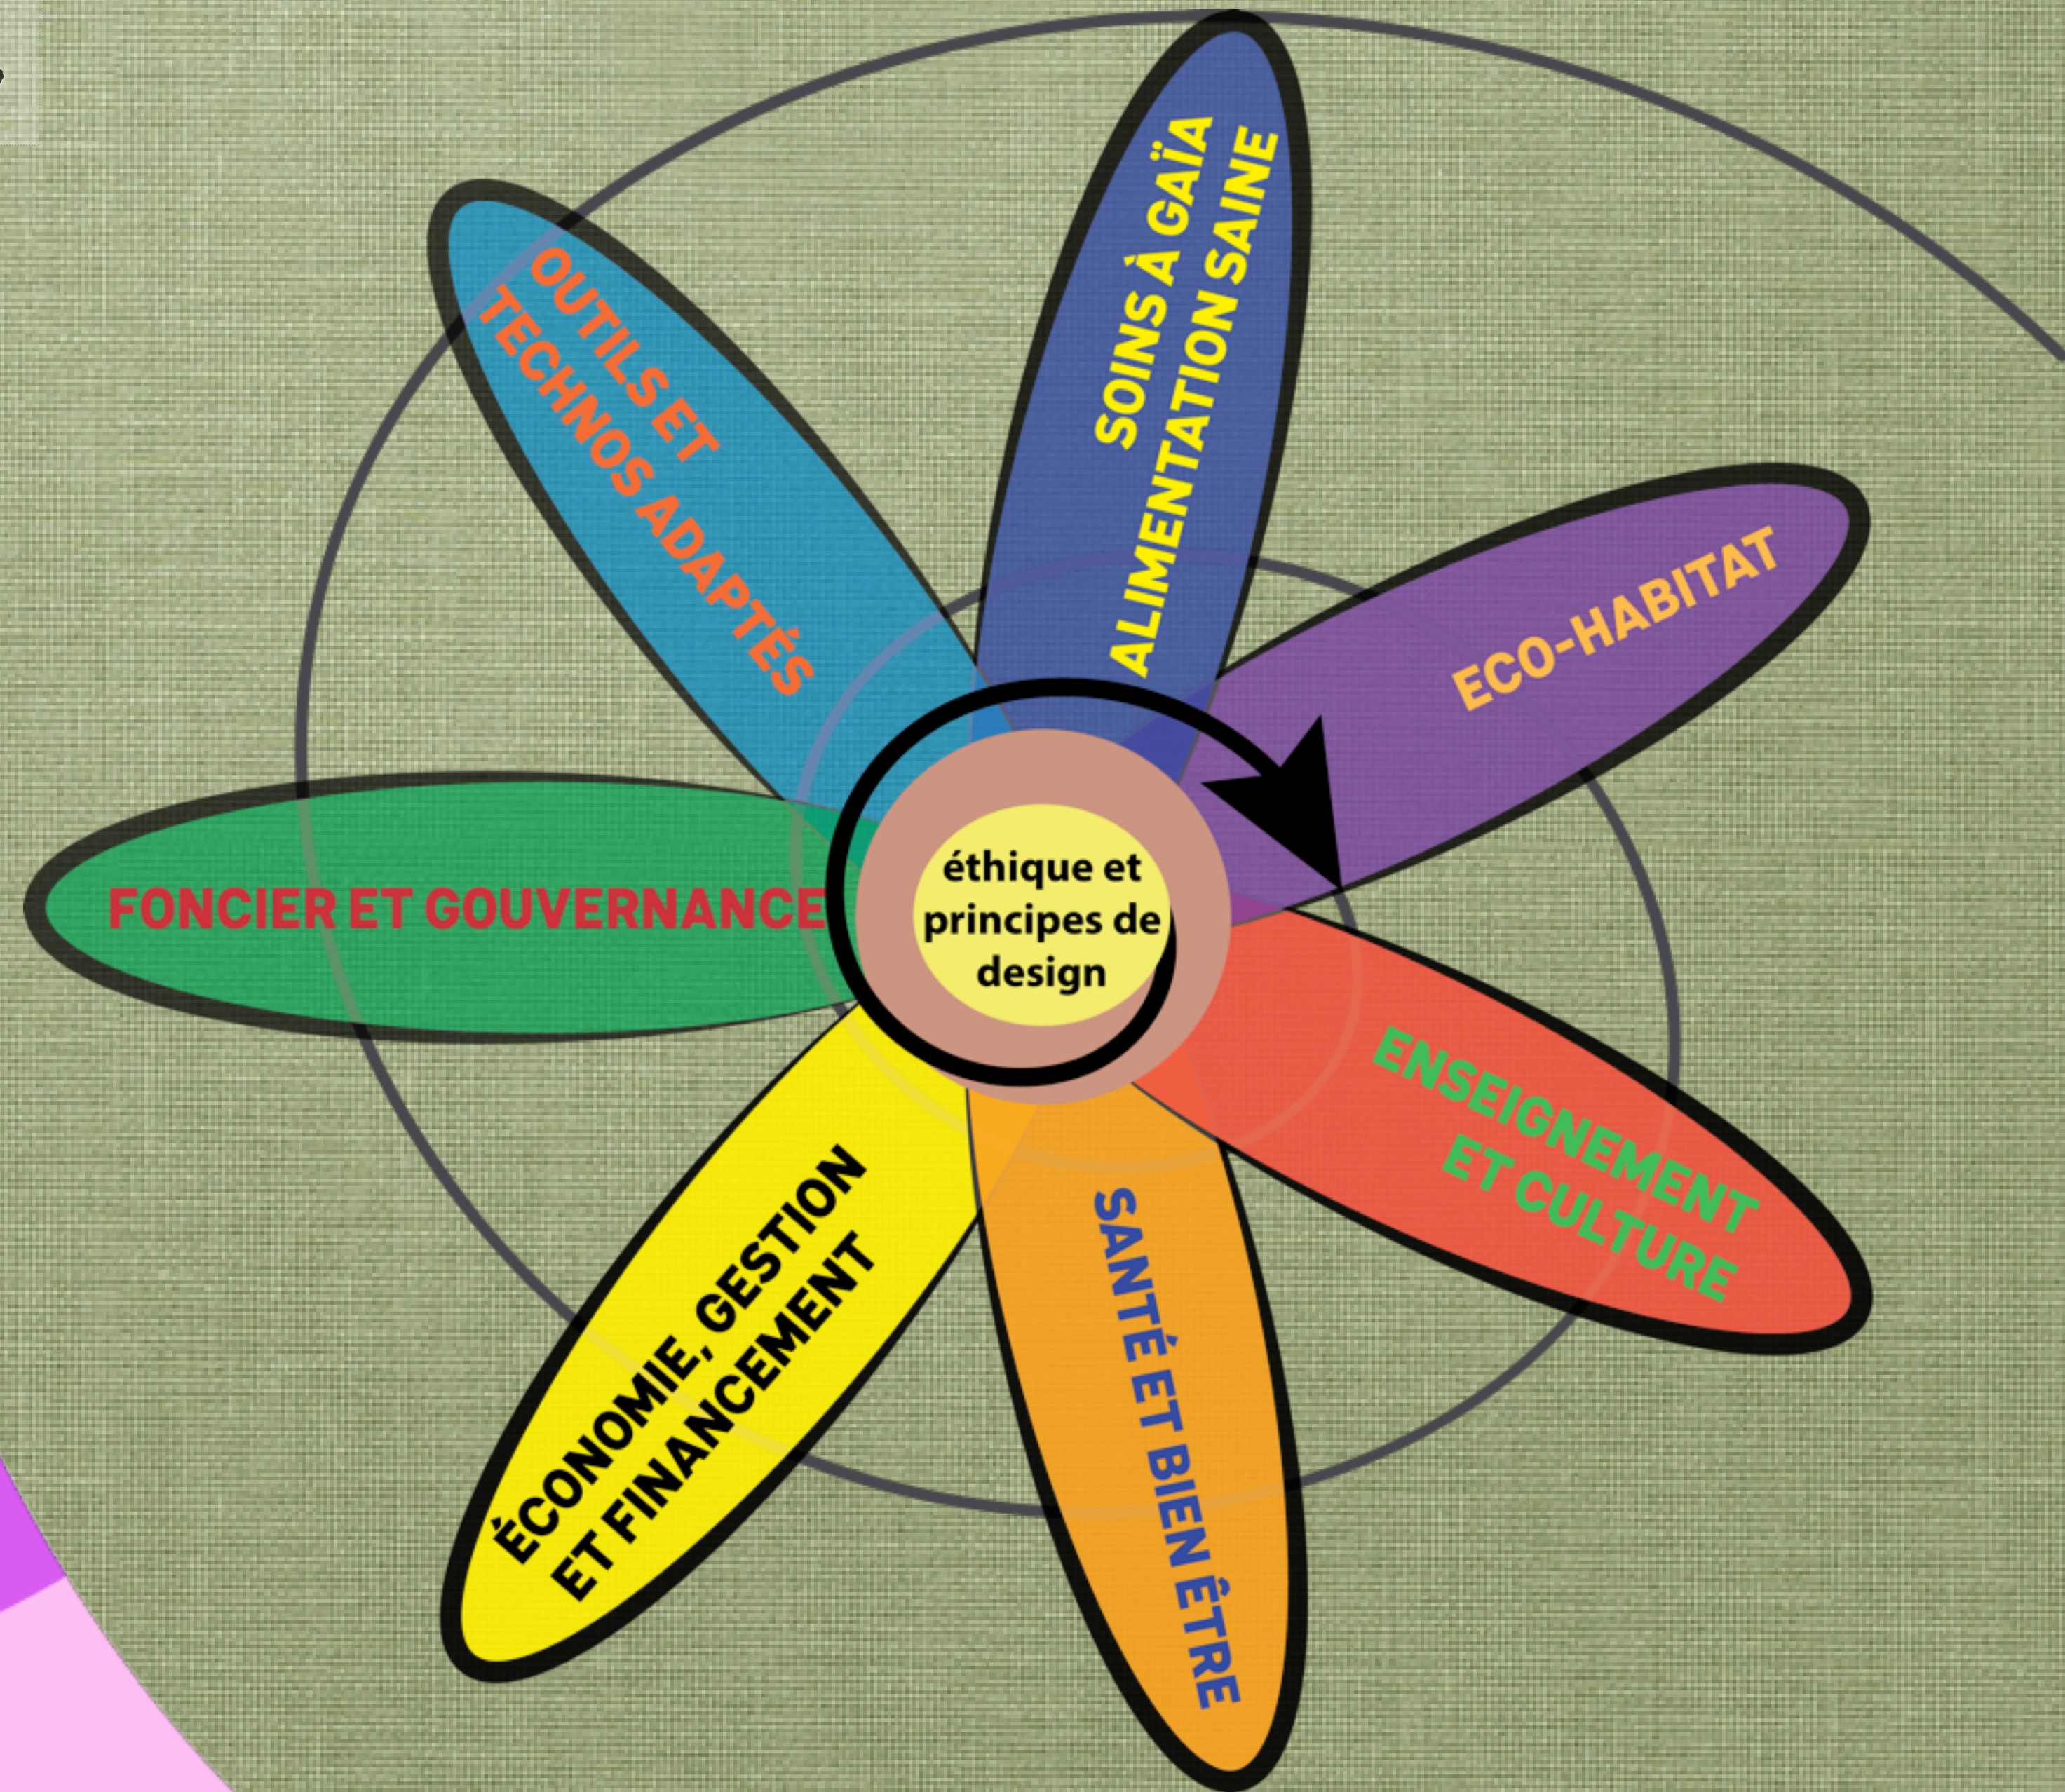 SOINS À GAÏA
ALIMENTATION SAINE
ECO-HABITAT
ENSEIGNEMENT
ET CULTURE
SANTÉ ET BIEN ÊTRE
ÉCONOMIE, GESTION
ET FINANCEMENT
FONCIER ET GOUVERNANCE
OUTILS ET
TECHNOS ADAPTÉS
éthique et
principes de
design